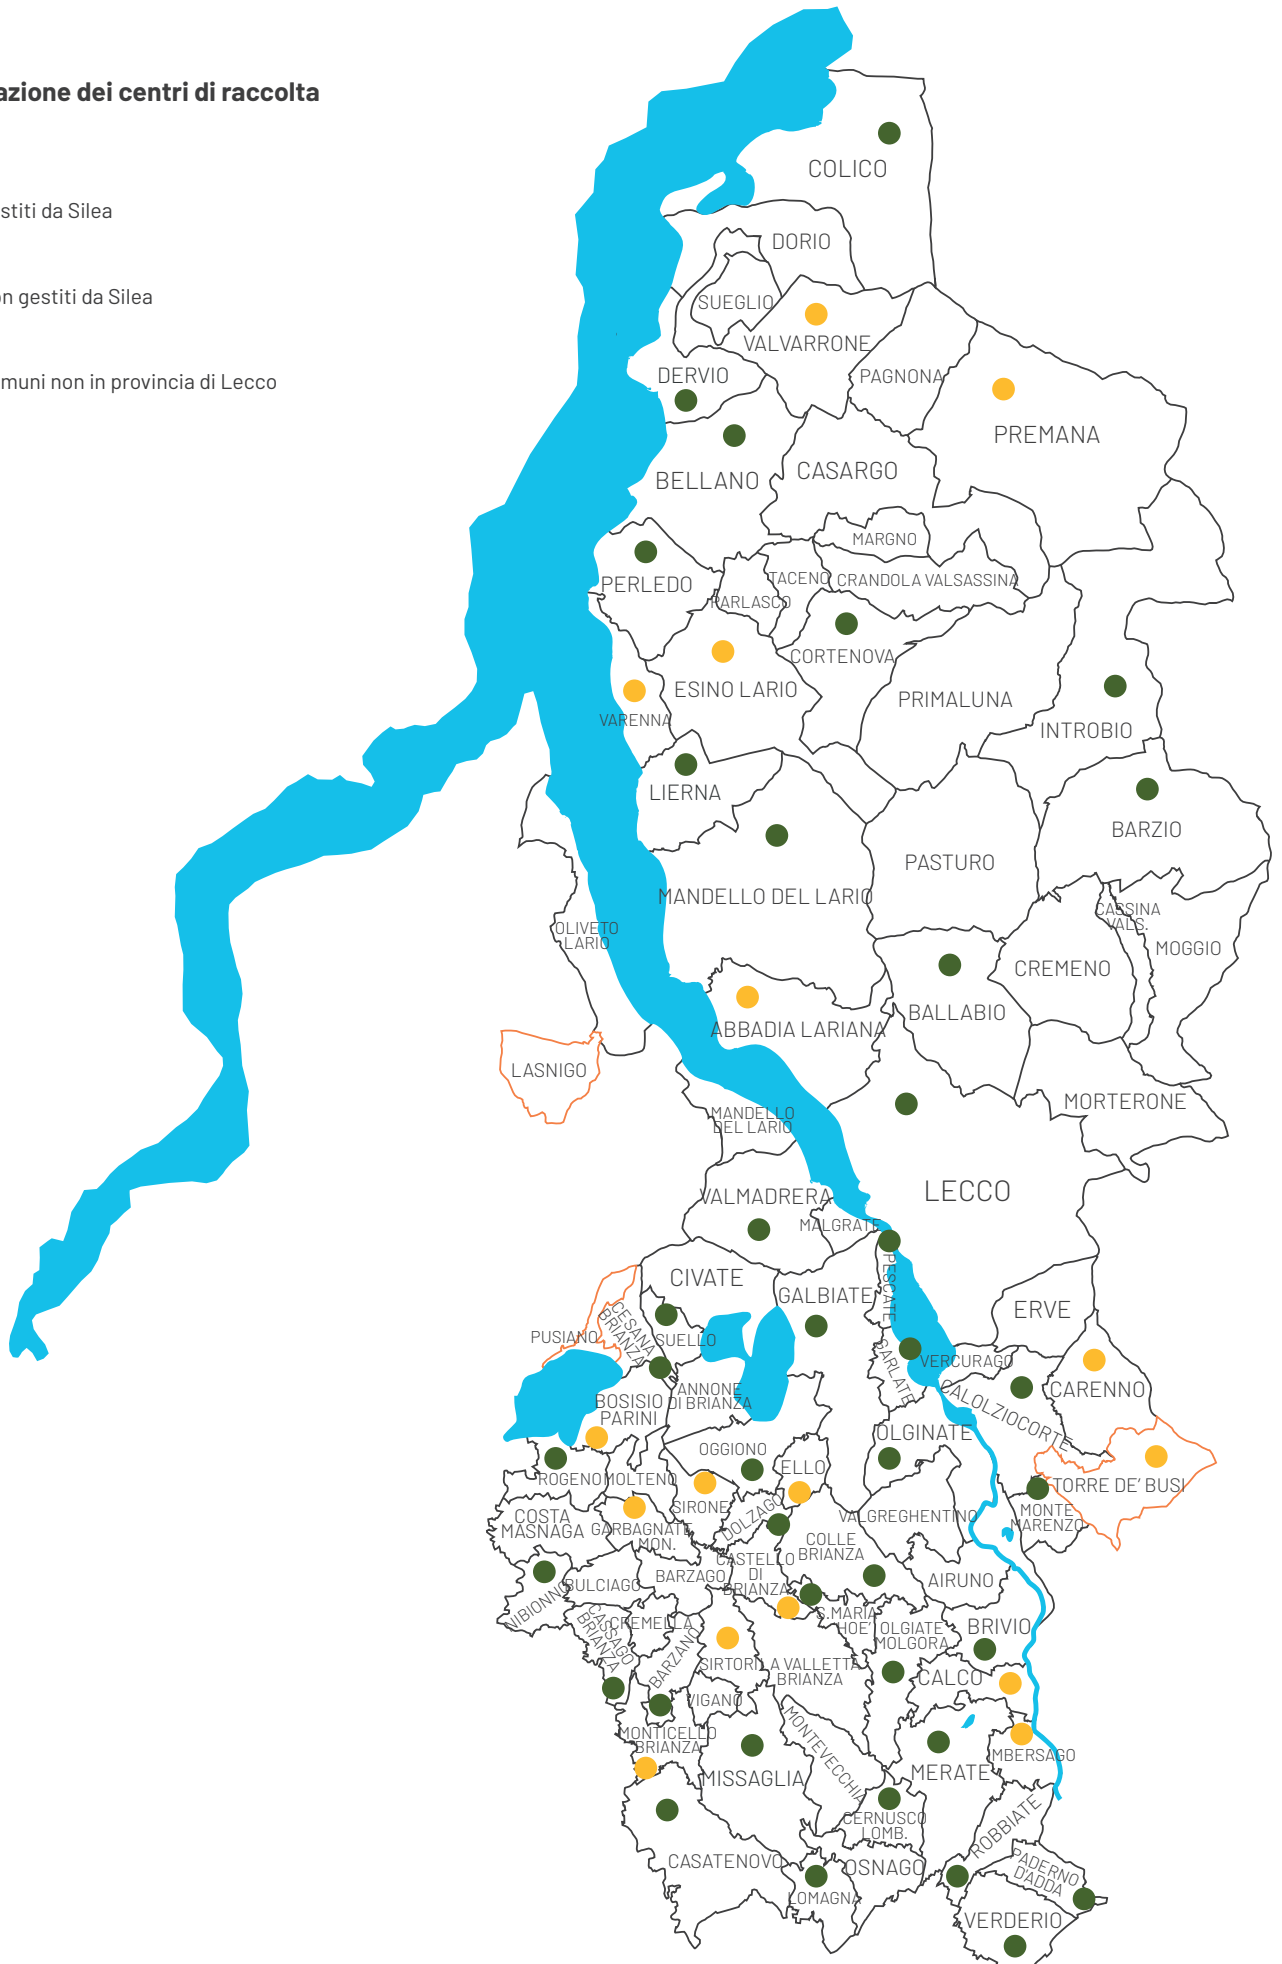 azione dei centri di raccolta
stiti da Silea
n gestiti da Silea
muni non in provincia di Lecco
COLICO
DORIO
SUEGLIO
VALVARRONE
DERVIO
PAGNONA
PREMANA
BELLANO
CASARGO
MARGNO
PERLEDO
TACENO
CRANDOLA VALSASSINA
PARLASCO
CORTENOVA
ESINO LARIO
PRIMALUNA
VARENNA
INTROBIO
LIERNA
BARZIO
PASTURO
MANDELLO DEL LARIO
CASSINA
VALS.
OLIVETO
LARIO
MOGGIO
CREMENO
BALLABIO
ABBADIA LARIANA
LASNIGO
MORTERONE
MANDELLO
DEL LARIO
LECCO
VALMADRERA
MALGRATE
CIVATE
PESCATE
GALBIATE
ERVE
CESANA
BRIANZA
PUSIANO
SUELLO
GARLATE
VERCURAGO
CALOLZIOCORTE
CARENNO
ANNONE
DI BRIANZA
BOSISIO
PARINI
OLGINATE
OGGIONO
ELLO
ROGENO
MOLTENO
TORRE DE' BUSI
SIRONE
DOLZAGO
COSTA
MASNAGA
GARBAGNATE
MON.
VALGREGHENTINO
MONTE
MARENZO
COLLE
BRIANZA
CASTELLO
DI
BRIANZA
BARZAGO
BULCIAGO
AIRUNO
NIBIONNO
CASSAGO
BRIANZA
CREMELLA
S.MARIA
HOE'
OLGIATE
MOLGORA
BRIVIO
BARZANO
SIRTORI
LA VALLETTA
BRIANZA
CALCO
VIGANO
MONTICELLO
BRIANZA
MONTEVECCHIA
MBERSAGO
MISSAGLIA
MERATE
CERNUSCO
LOMB.
ROBBIATE
CASATENOVO
OSNAGO
PADERNO
D'ADDA
LOMAGNA
VERDERIO